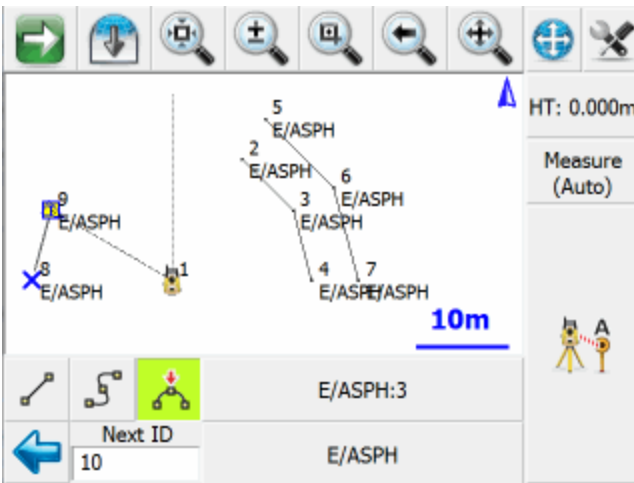 HT: 0.000m
Measure
(Auto)
5
E/ASPH
2
E/ASPH
6
E/ASPH
9
E/ASPH
3
E/ASPH
8
E/ASPH
1
4
E/ASPH
7
E/ASPH
10m
A
E/ASPH:3
Next ID
10
E/ASPH